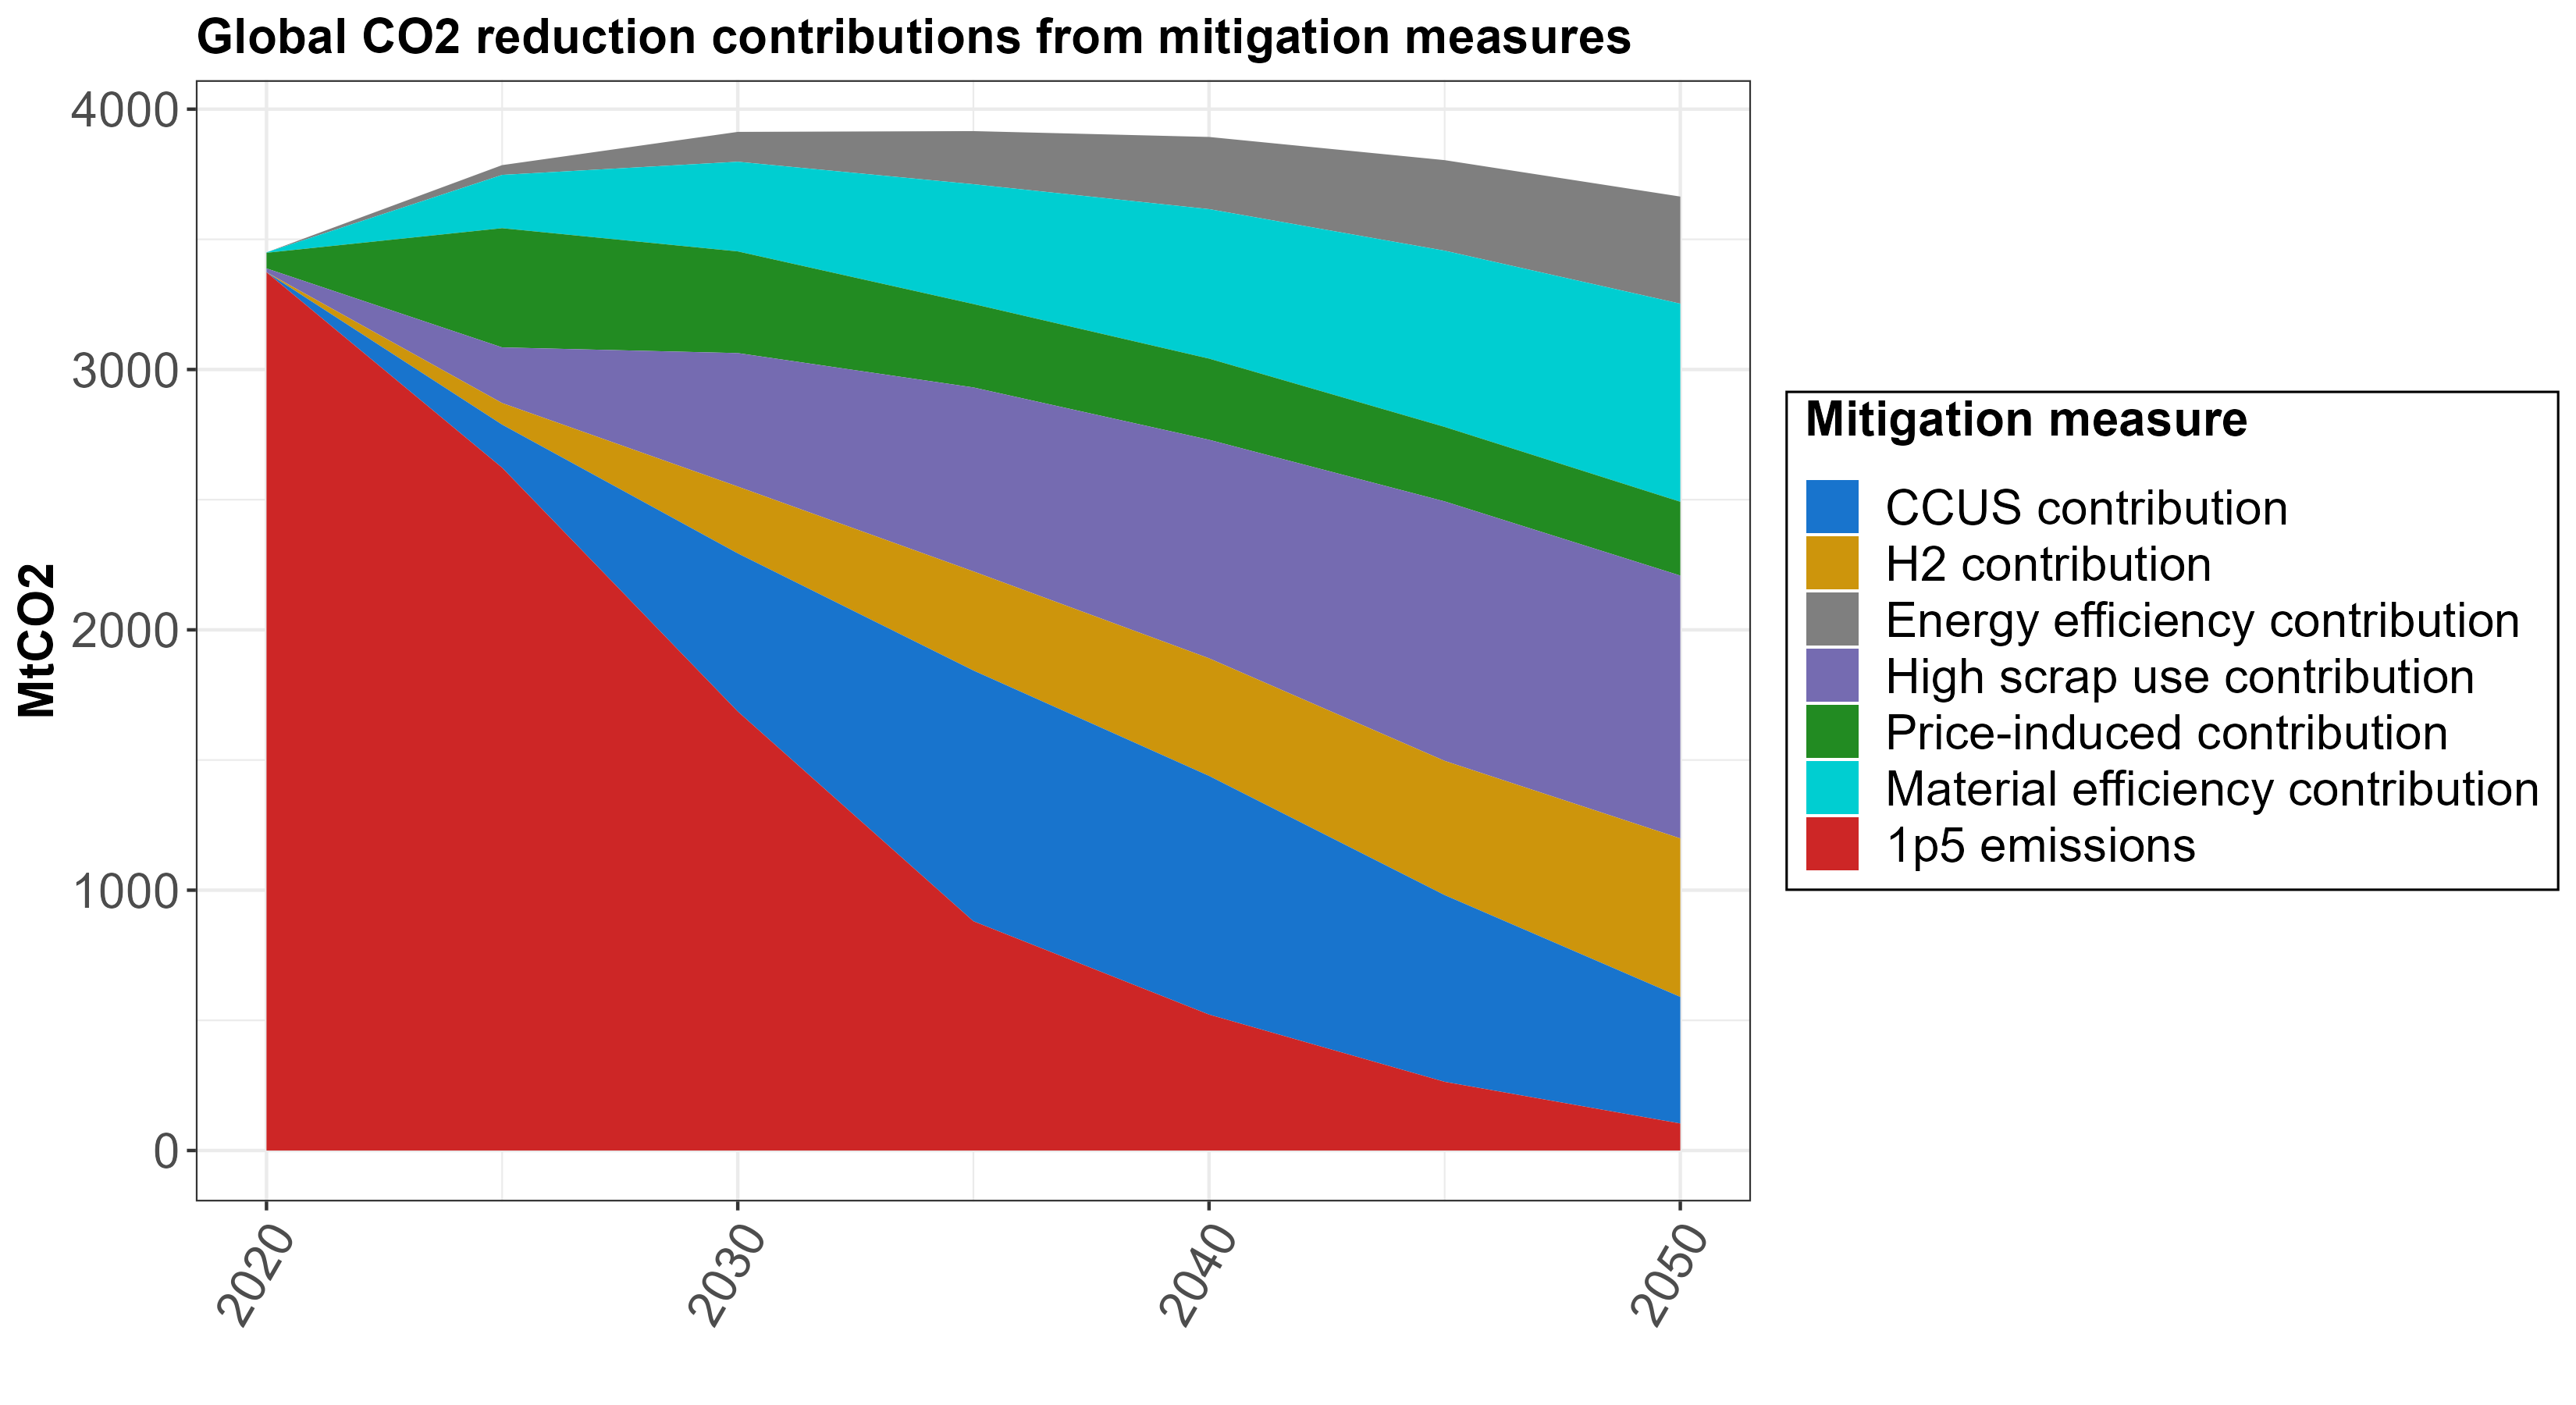 Global CO2 reduction contributions from mitigation measures
MtCO2
4000
3000
2000
1000
0
2020
2030
2040
2050
Mitigation measure
CCUS contribution
H2 contribution
Energy efficiency contribution
High scrap use contribution
Price-induced contribution
Material efficiency contribution
1p5 emissions